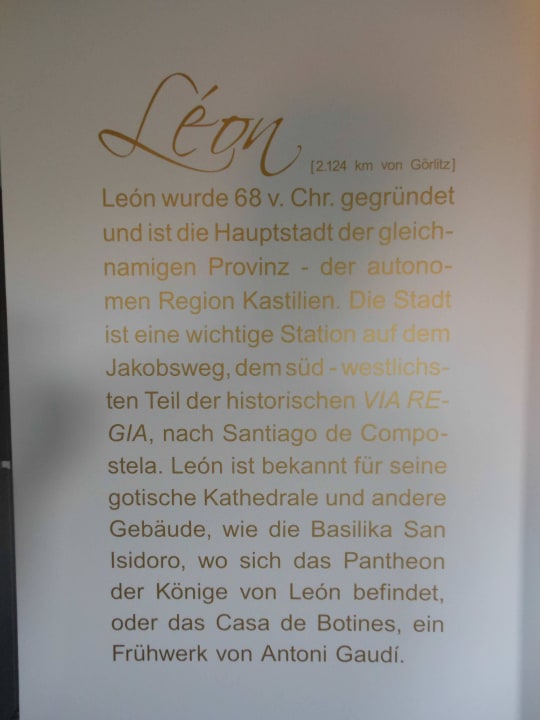 Léon
[2.124 km von Görlitz]
León wurde 68 v. Chr. gegründet
und ist die Hauptstadt der gleich-
namigen Provinz - der autono-
men Region Kastilien. Die Stadt
ist eine wichtige Station auf dem
Jakobsweg, dem süd - westlichs-
ten Teil der historischen VIA RE-
GIA, nach Santiago de Compo-
stela. León ist bekannt für seine
gotische Kathedrale und andere
Gebäude, wie die Basilika San
Isidoro, wo sich das Pantheon
der Könige von León befindet,
oder das Casa de Botines, ein
Frühwerk von Antoni Gaudí.